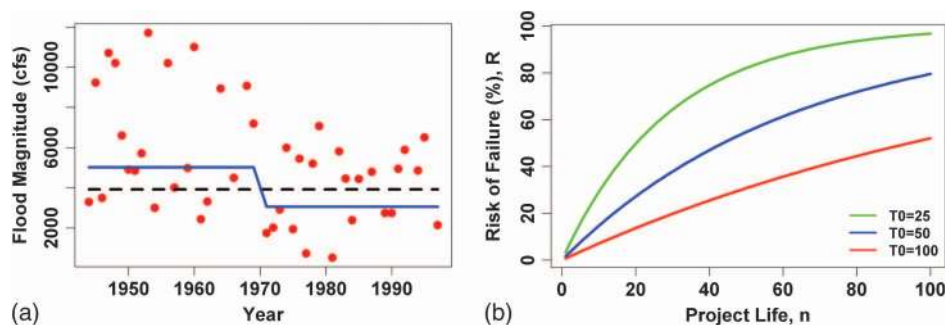 Flood Magnitude (cfs)
10000
6000
2000
1950 1960 1970 1980 1990
Year
(a)
Risk of Failure (%), R
100
80
60
40
20
0
T0=25
T0=50
T0=100
0 20 40 60 80 100
Project Life, n
(b)